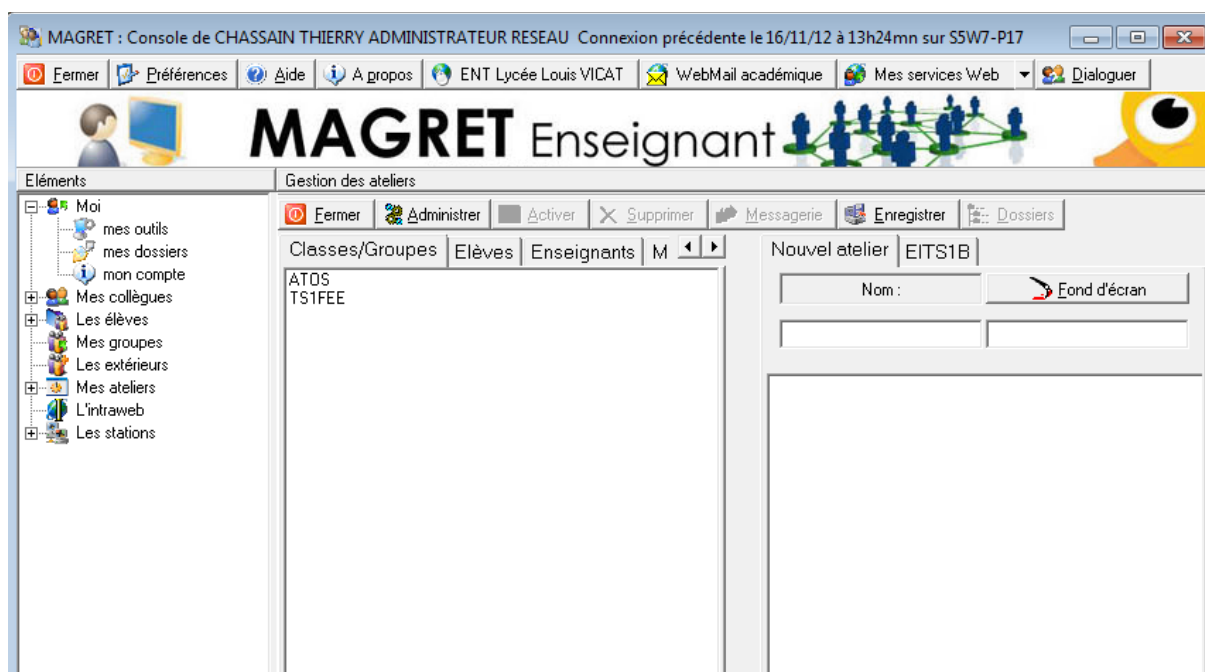 MAGRET : Console de CHASSAIN THIERRY ADMINISTRATEUR RESEAU Connexion précédente le 16/11/12 à 13h24mn sur S5W7-P17
Fermer Préférences Aide A propos ENT Lycée Louis VICAT WebMail académique Mes services Web Dialoguer
MAGRET Enseignant
Eléments Gestion des ateliers
Moi
mes outils
mes dossiers
mon compte
Mes collègues
Les élèves
Mes groupes
Les extérieurs
Mes ateliers
L'intraweb
Les stations
Fermer Administrer Activer Supprimer Messagerie Enregistrer Dossiers
Classes/Groupes Elèves Enseignants M
ATOS
TS1FEE
Nouvel atelier EITS1B
Nom : Fond d'écran